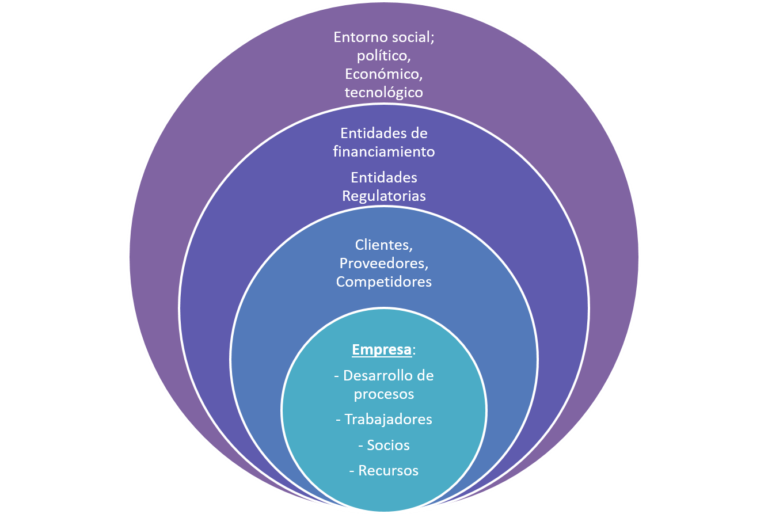 Entorno social;
político,
Económico,
tecnológico
Entidades de
financiamiento
Entidades
Regulatorias
Clientes,
Proveedores,
Competidores
Empresa:
- Desarrollo de
procesos
- Trabajadores
- Socios
- Recursos